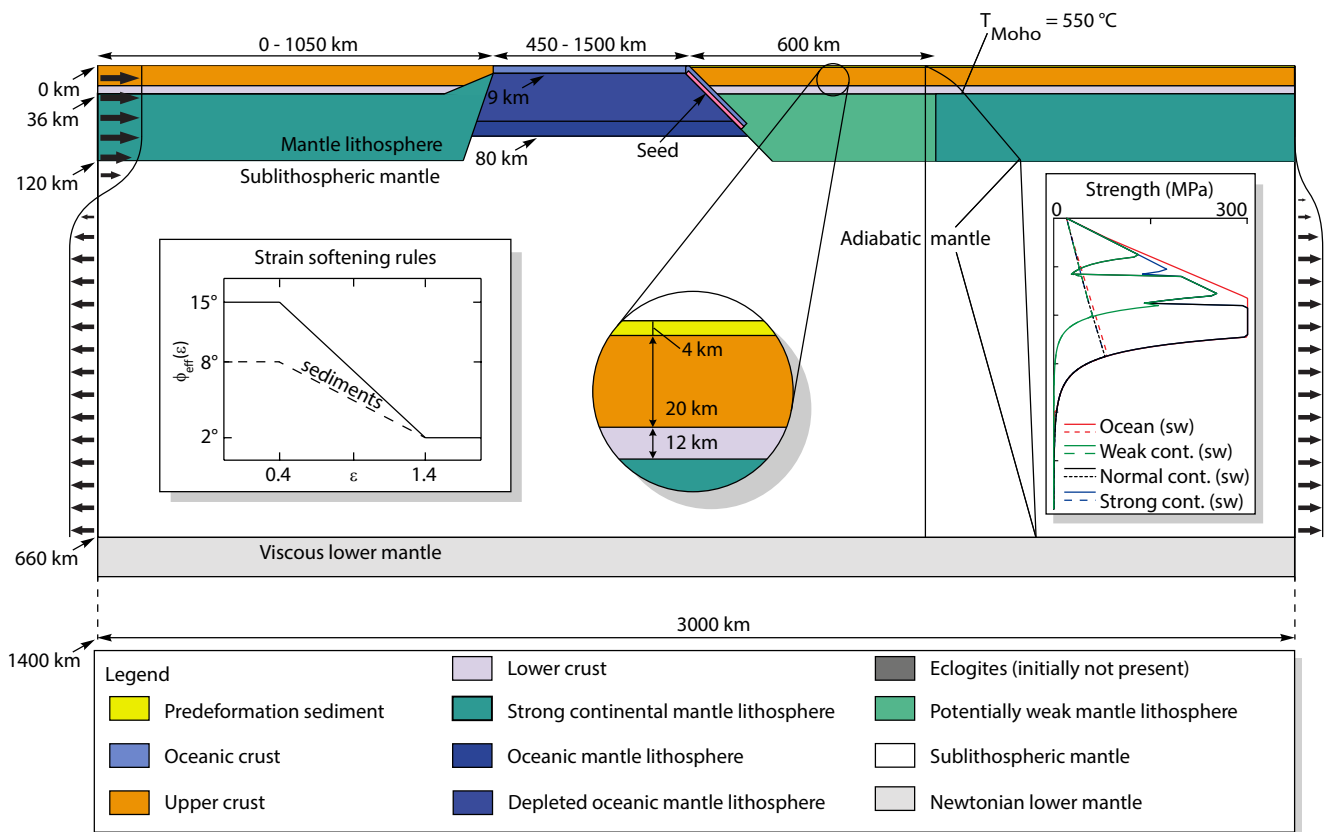 T
Moho = 550 °C
0 - 1050 km
450 - 1500 km
600 km
0 km
36 km
120 km
9 km
80 km
Seed
Mantle lithosphere
Sublithospheric mantle
Adiabatic mantle
Strain softening rules
15°
8°
2°
ϕeff(ε)
sediments
0.4
ε
1.4
4 km
20 km
12 km
Strength (MPa)
0
300
Ocean (sw)
Weak cont. (sw)
Normal cont. (sw)
Strong cont. (sw)
660 km
Viscous lower mantle
3000 km
1400 km
Legend
Predeformation sediment
Oceanic crust
Upper crust
Lower crust
Strong continental mantle lithosphere
Oceanic mantle lithosphere
Depleted oceanic mantle lithosphere
Eclogites (initially not present)
Potentially weak mantle lithosphere
Sublithospheric mantle
Newtonian lower mantle